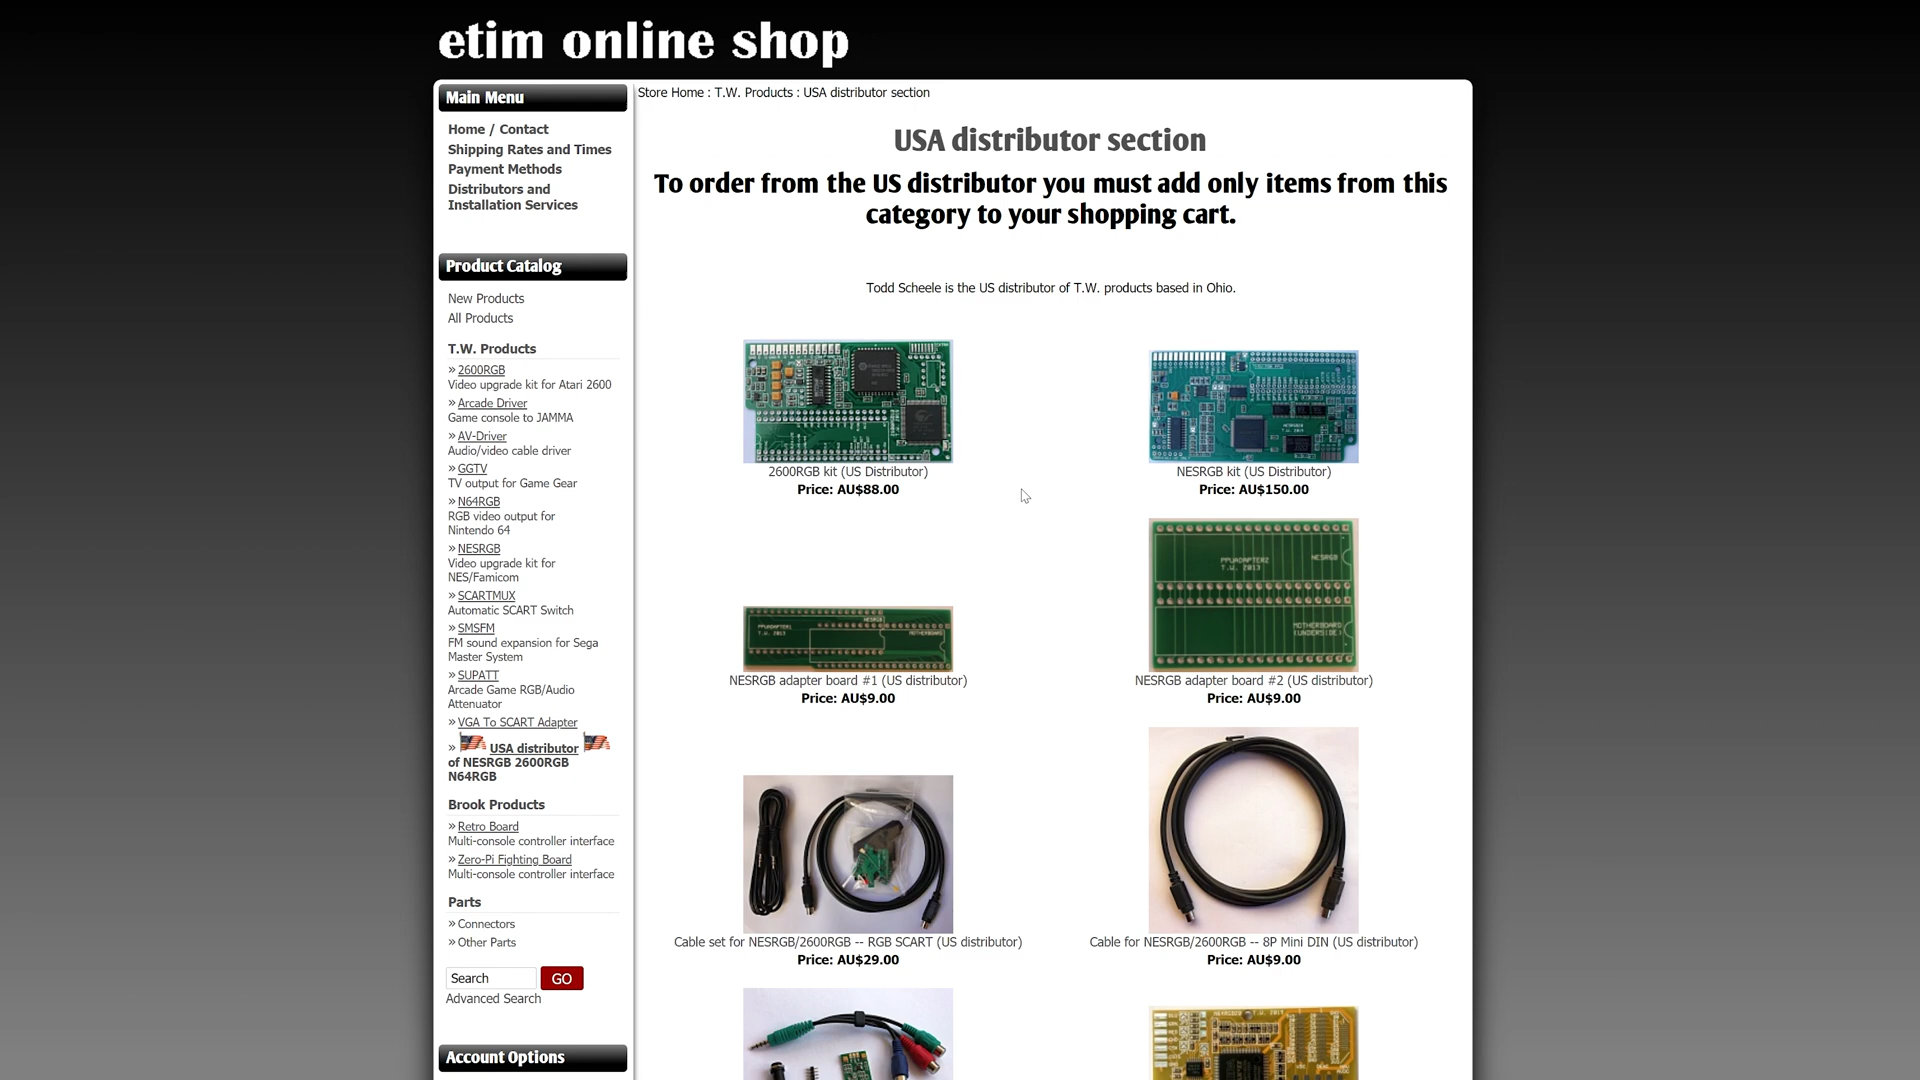 etim online shop
Main Menu
Home / Contact
Shipping Rates and Times
Payment Methods
Distributors and
Installation Services
Product Catalog
New Products
All Products
T.W. Products
» 2600RGB
Video upgrade kit for Atari 2600
» Arcade Driver
Game console to JAMMA
» AV-Driver
Audio/video cable driver
» GGTV
TV output for Game Gear
» N64RGB
RGB video output for
Nintendo 64
» NESRGB
Video upgrade kit for
NES/Famicom
» SCARTMUX
Automatic SCART Switch
» SMSFM
FM sound expansion for Sega
Master System
» SUPATT
Arcade Game RGB/Audio
Attenuator
» VGA To SCART Adapter
» USA distributor
of NESRGB 2600RGB
N64RGB
Brook Products
» Retro Board
Multi-console controller interface
» Zero-Pi Fighting Board
Multi-console controller interface
Parts
» Connectors
» Other Parts
Search GO
Advanced Search
Account Options
Store Home : T.W. Products : USA distributor section
USA distributor section
To order from the US distributor you must add only items from this
category to your shopping cart.
Todd Scheele is the US distributor of T.W. products based in Ohio.
2600RGB kit (US Distributor)
Price: AU$88.00
NESRGB kit (US Distributor)
Price: AU$150.00
PPUADAPTER1
T.W. 2013
NESRGB
MOTHERBOARD
NESRGB adapter board #1 (US distributor)
Price: AU$9.00
PPUADAPTER2
T.W. 2013
NESRGB
MOTHERBOARD
(UNDERSIDE)
NESRGB adapter board #2 (US distributor)
Price: AU$9.00
Cable set for NESRGB/2600RGB -- RGB SCART (US distributor)
Price: AU$29.00
Cable for NESRGB/2600RGB -- 8P Mini DIN (US distributor)
Price: AU$9.00